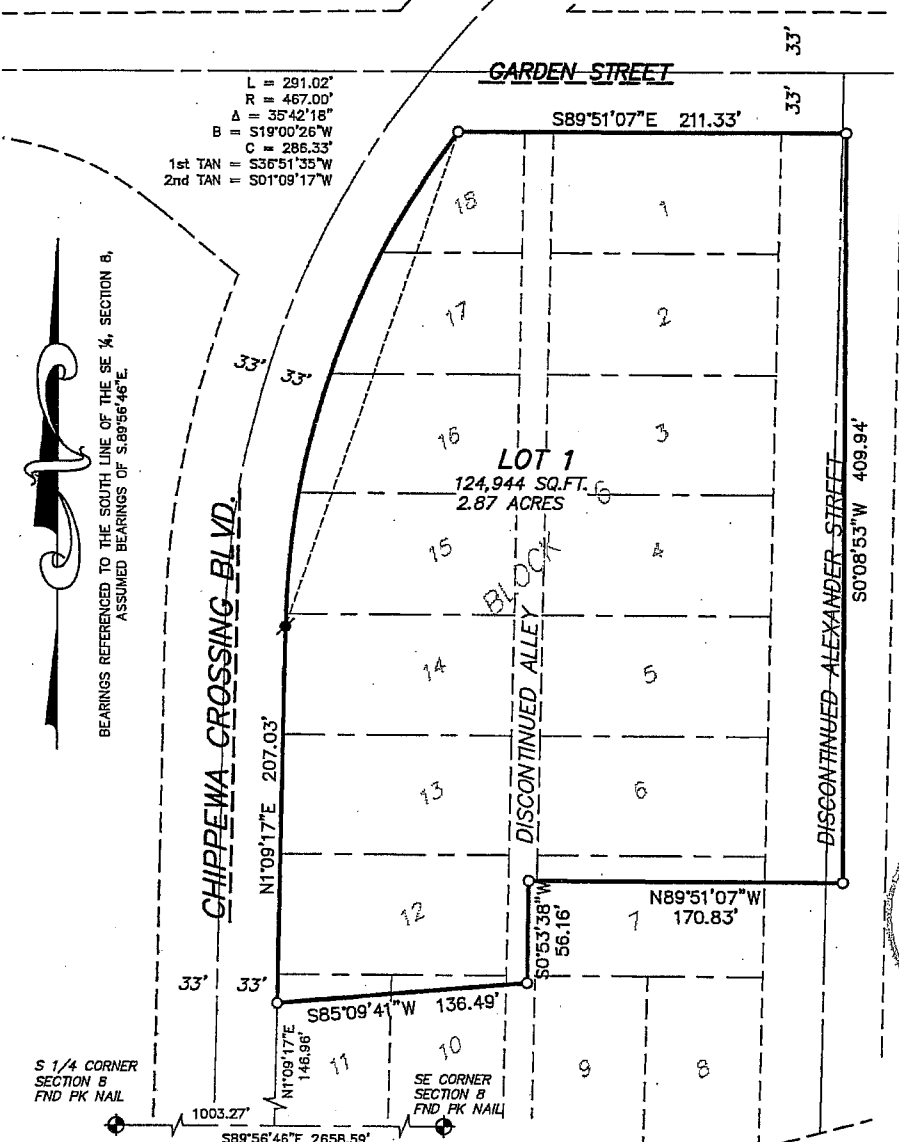 33'
GARDEN STREET
33'
L = 291.02'
R = 467.00'
Δ = 35°42'18"
B = S19°00'26"W
C = 286.33'
1st TAN = S36°51'35"W
2nd TAN = S01°09'17"W
S89°51'07"E 211.33'
18
1
17
2
33'
33'
16
3
LOT 1
124,944 SQ.FT.
2.87 ACRES
6
BLOCK
15
4
14
5
13
6
12
7
BEARINGS REFERENCED TO THE SOUTH LINE OF THE SE ¼, SECTION 8,
ASSUMED BEARINGS OF S.89°56'46"E.
CHIPPEWA CROSSING BLVD.
N1°09'17"E 207.03'
DISCONTINUED ALLEY
DISCONTINUED ALEXANDER STREET
S0°08'53"W 409.94'
N89°51'07"W
170.83'
S0°53'38"W
56.16'
33'
33'
S85°09'41"W 136.49'
N1°09'17"E
146.96'
11
10
9
8
S 1/4 CORNER
SECTION 8
FND PK NAIL
SE CORNER
SECTION 8
FND PK NAIL
1003.27'
S89°56'46"E 2658.59'